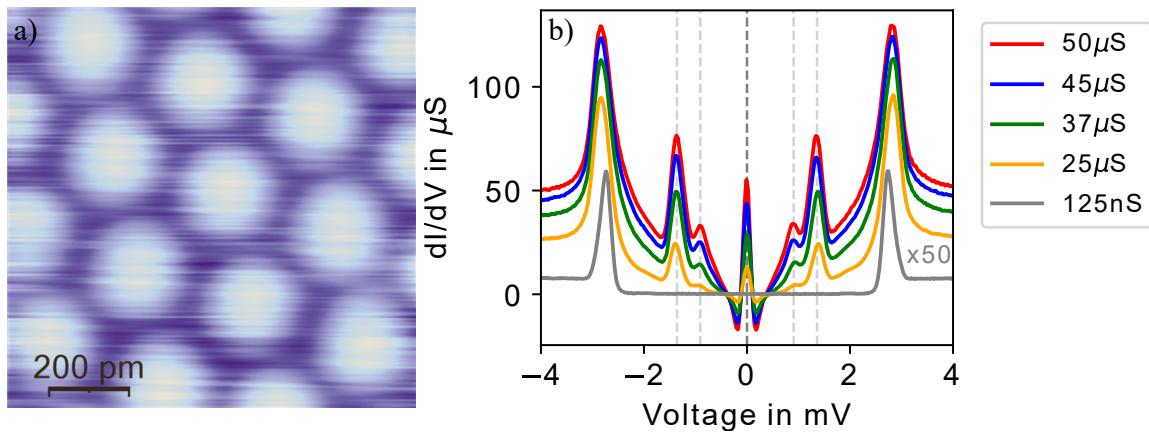 a)
200 pm
b)
dI/dV in µS
100
50
0
x50
−4
−2
0
2
4
Voltage in mV
50µS
45µS
37µS
25µS
125nS